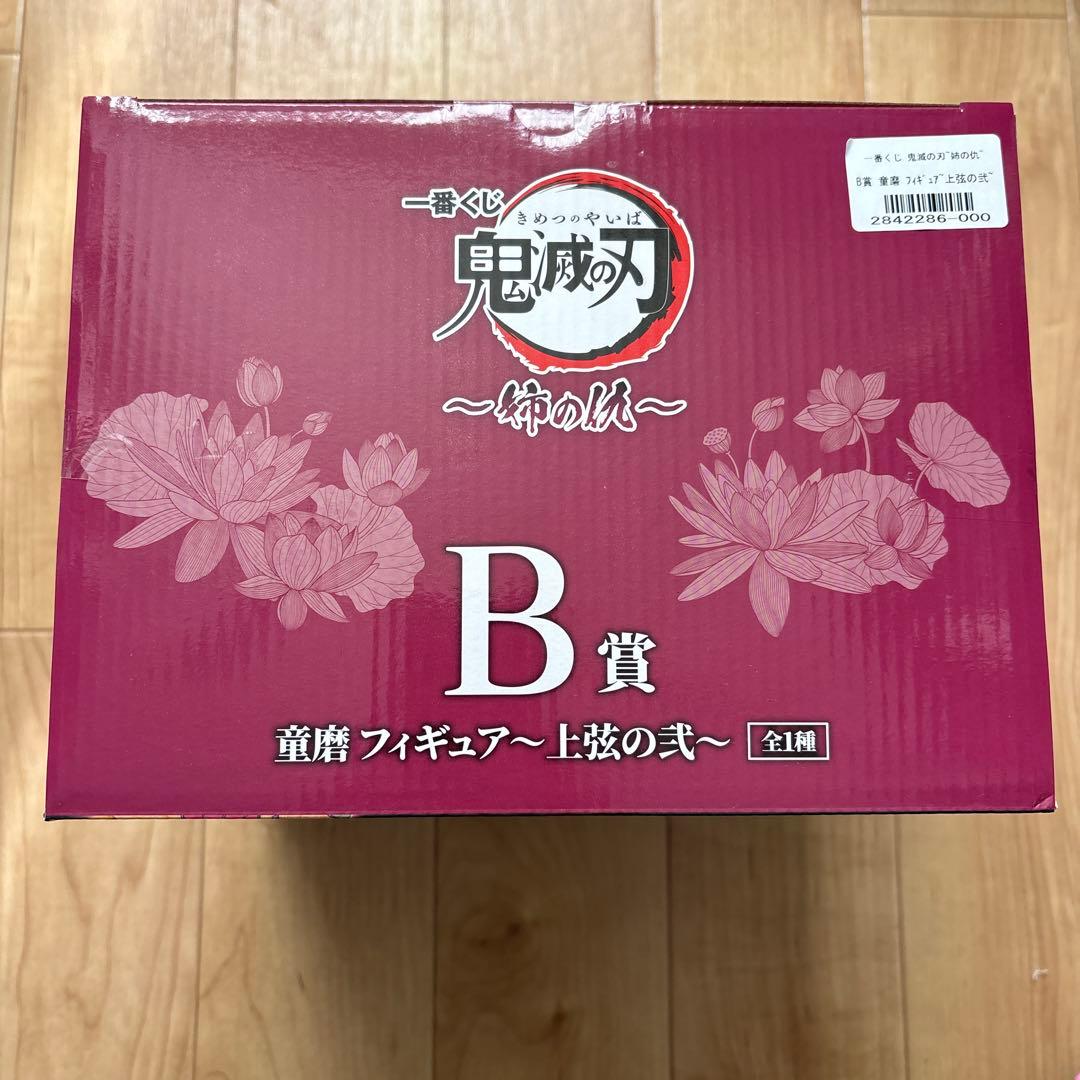 一番くじ
きめつのやいば
鬼滅の刃
～姉の仇～
B賞
童磨 フィギュア～上弦の弐～ 全1種
一番くじ 鬼滅の刃~姉の仇~
B賞 童磨 ﾌｨｷﾞｭｱ~上弦の弐~
2842286-000